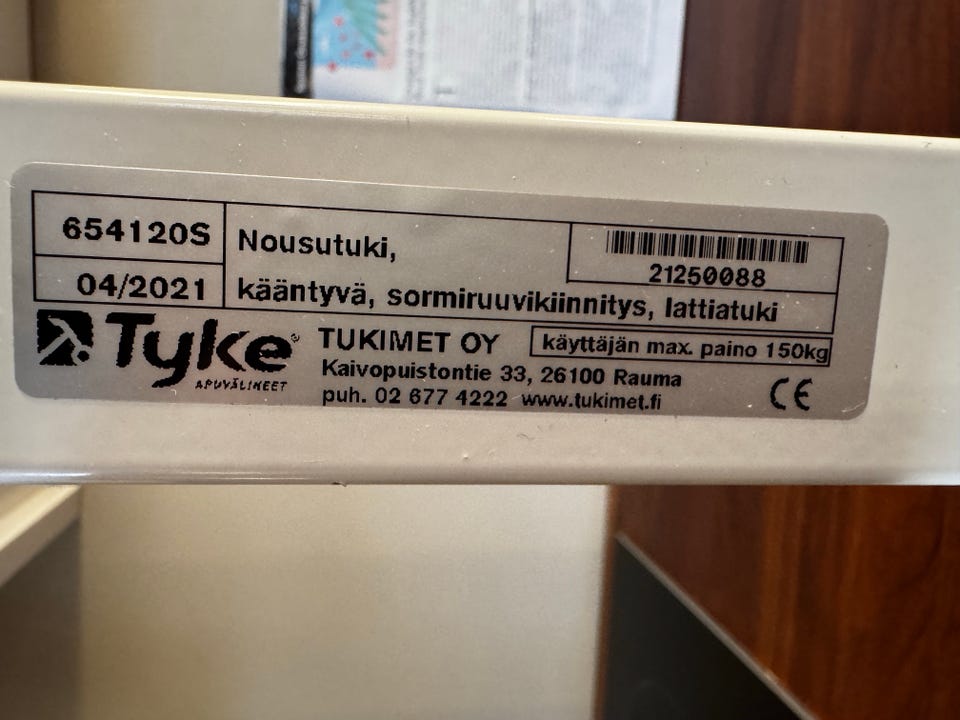 654120S
04/2021
Nousutuki,
kääntyvä, sormiruuvikiinnitys, lattiatuki
21250088
Tyke
APUVÄLINEET
TUKIMET OY
käyttäjän max. paino 150kg
Kaivopuistontie 33, 26100 Rauma
puh. 02 677 4222 www.tukimet.fi
CE